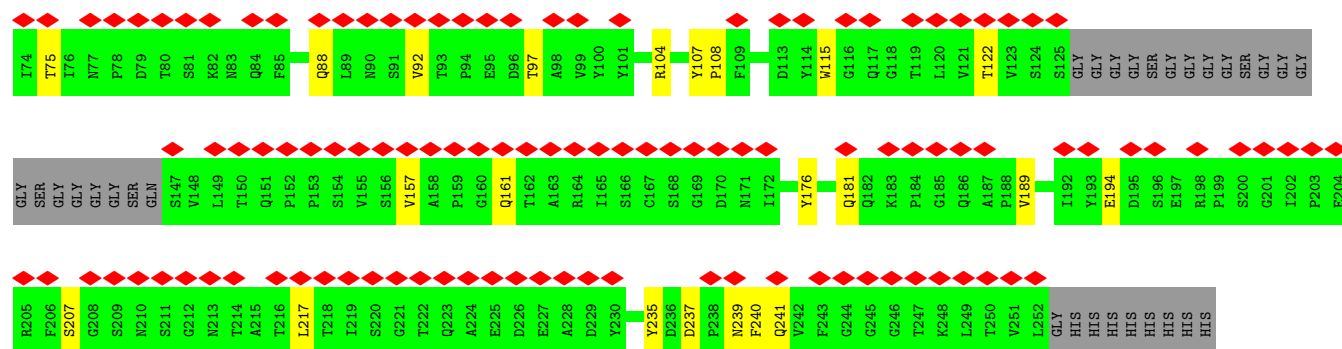 I74 T75 I76 N77 P78 D79 T80 S81 K82 N83 Q84 F85 Q88 L89 N90 S91 V92 T93 P94 E95 D96 T97 A98 V99 Y100 Y101 R104 Y107 P108 F109 D113 Y114 W115 G116 Q117 G118 T119 L120 V121 T122 V123 S124 S125 GLY GLY GLY GLY SER GLY GLY GLY GLY SER GLY GLY GLY
GLY SER GLY GLY GLY GLY SER GLN S147 V148 L149 T150 Q151 P152 P153 S154 V155 S156 V157 A158 P159 G160 Q161 T162 A163 R164 I165 S166 C167 S168 G169 D170 N171 I172 Y176 Q181 Q182 K183 P184 G185 Q186 A187 P188 V189 I192 Y193 E194 D195 S196 E197 R198 P199 S200 G201 I202 P203 E204
R205 F206 S207 G208 S209 N210 S211 G212 N213 T214 A215 T216 L217 T218 I219 S220 G221 T222 Q223 A224 E225 D226 E227 A228 D229 Y230 Y235 D236 D237 P238 N239 F240 Q241 V242 F243 G244 G245 G246 T247 K248 L249 T250 V251 L252 GLY HIS HIS HIS HIS HIS HIS HIS HIS